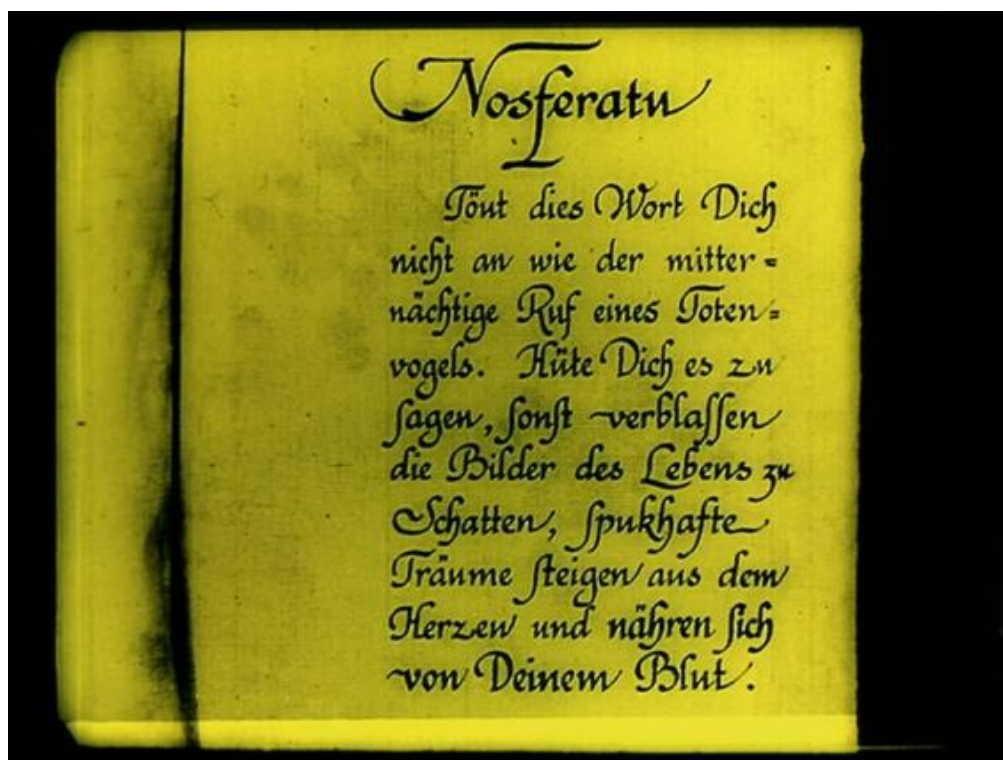 Nosferatu
Tönt dies Wort Dich
nicht an wie der mitter=
nächtige Ruf eines Toten=
vogels. Hüte Dich es zu
ſagen, ſonſt verblaſſen
die Bilder des Lebens zu
Schatten, ſpukhafte
Träume ſteigen aus dem
Herzen und nähren ſich
von Deinem Blut.